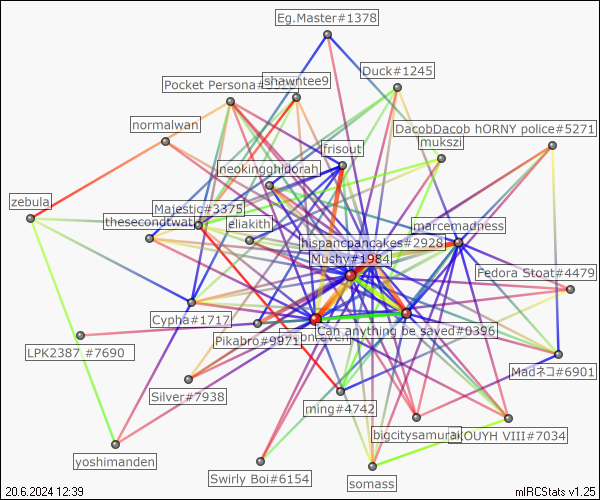 Eg.Master#1378
Duck#1245
shawntee9
Pocket Persona#
normalwan
DacobDacob hORNY police#5271
mukszi
frisout
neokingghidorah
zebula
Majestic#3375
thesecondtwat
eliakith
marcemadness
hispancpancakes#2928
Mushy#1984
Fedora Stoat#4479
Cypha#1717
Can anything be saved#0396
Pikabro#9971
LPK2387 #7690
Madネコ#6901
Silver#7938
ming#4742
bigcitysamurai
KOUYH VIII#7034
yoshimanden
Swirly Boi#6154
somass
20.6.2024 12:39
mIRCStats v1.25